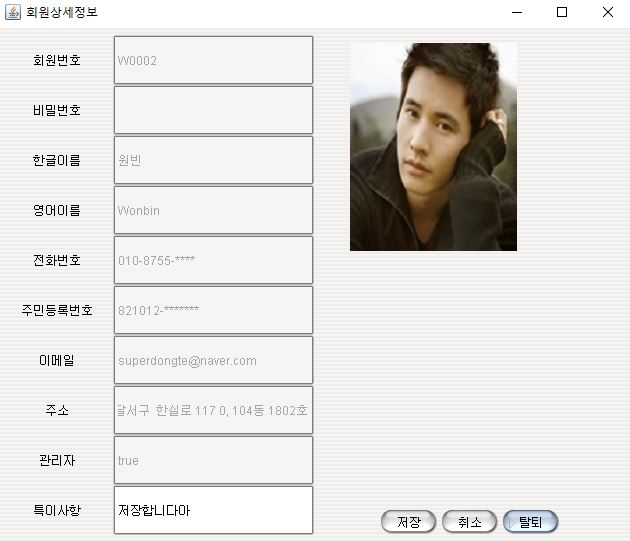 회원상세정보
회원번호 W0002
비밀번호
한글이름 원빈
영어이름 Wonbin
전화번호 010-8755-****
주민등록번호 821012-*******
이메일 superdongte@naver.com
주소 달서구 한실로 117 0, 104동 1802호
관리자 true
특이사항 저장합니다아
저장 취소 탈퇴